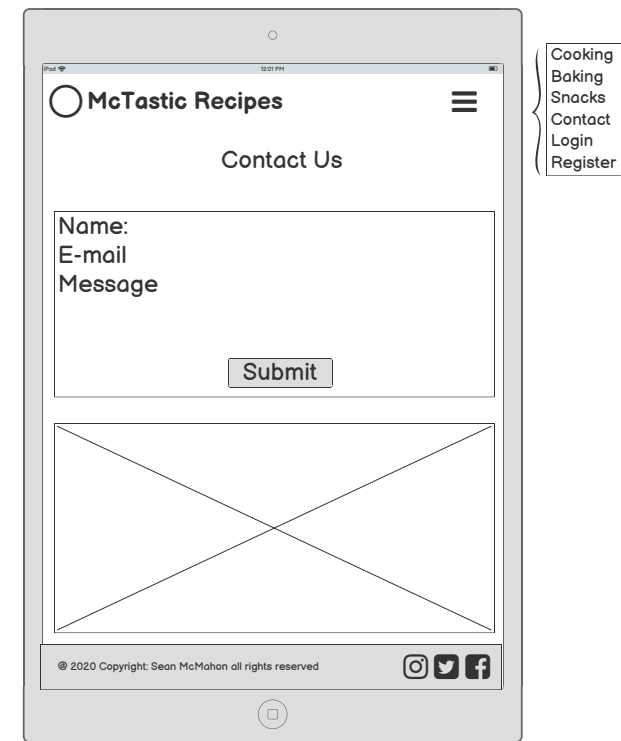 iPad 12:01 PM
McTastic Recipes
Contact Us
Name:
E-mail
Message
Submit
@ 2020 Copyright: Sean McMahon all rights reserved
Cooking
Baking
Snacks
Contact
Login
Register